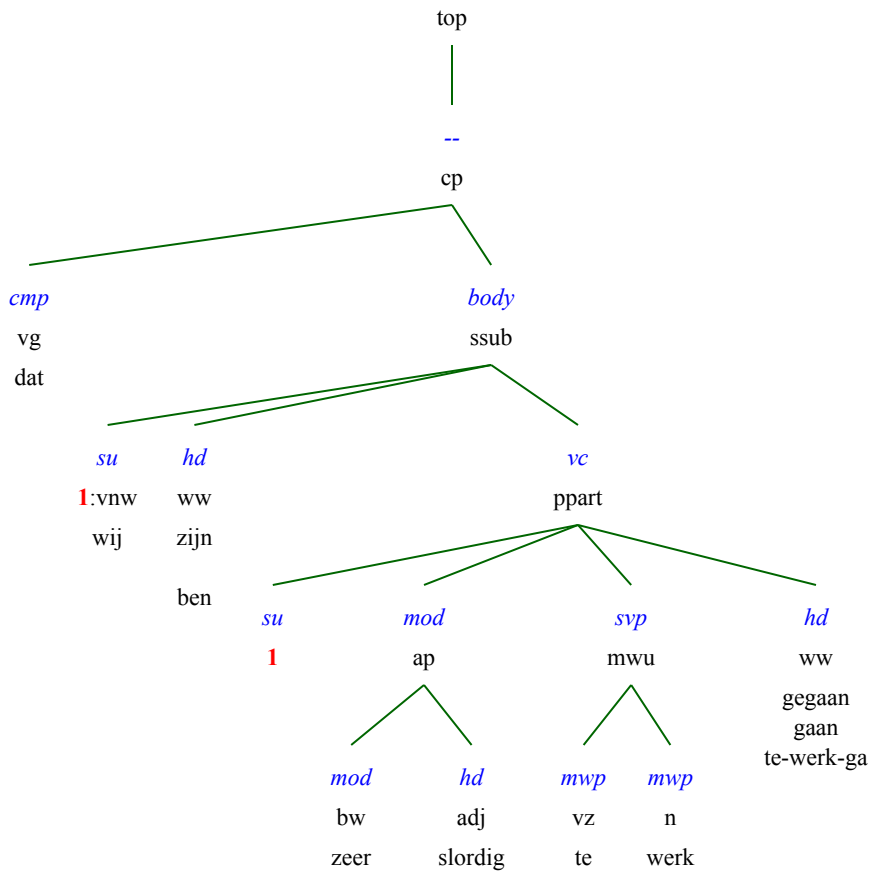 top
--
cp
cmp body
vg ssub
dat
su hd vc
1:vnw ww ppart
wij zijn
ben
su mod svp hd
1 ap mwu ww
gegaan
gaan
te-werk-ga
mod hd mwp mwp
bw adj vz n
zeer slordig te werk